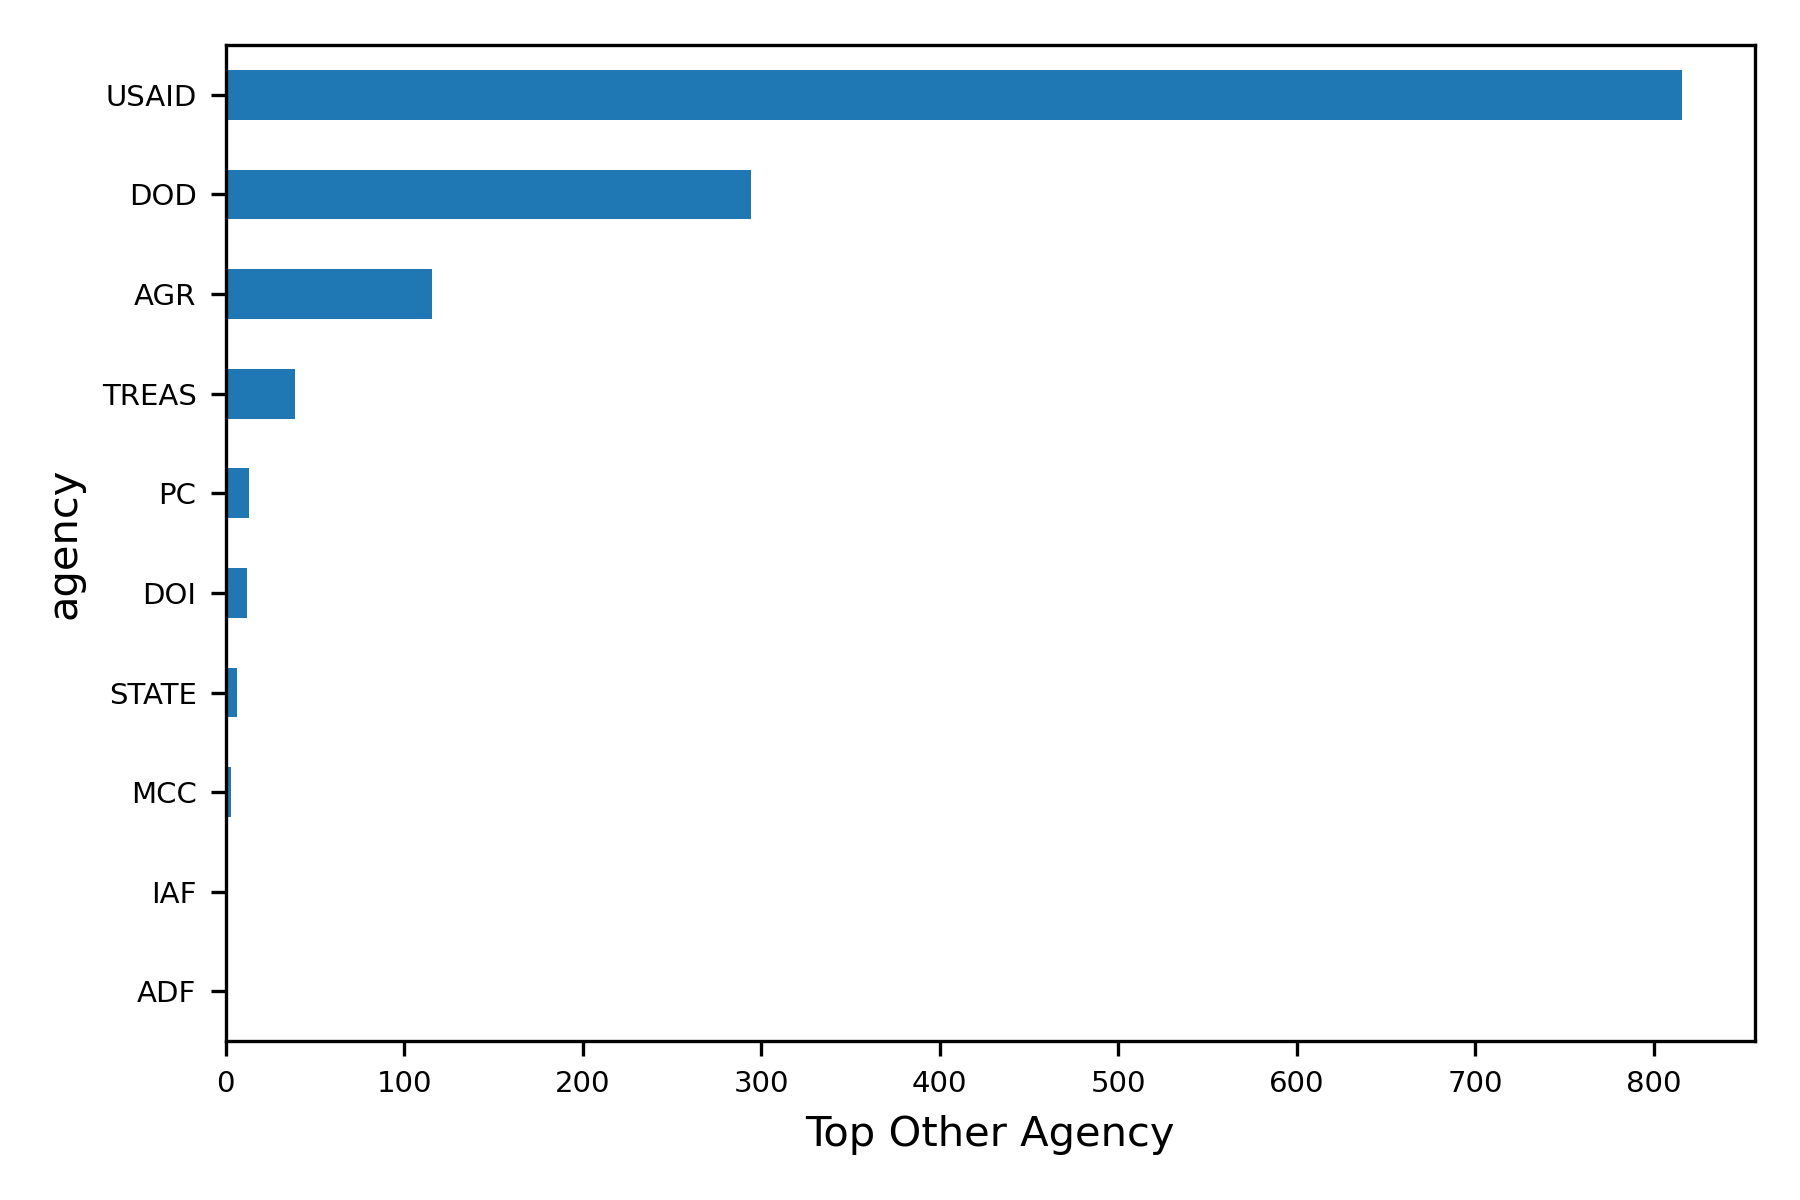 USAID
DOD
AGR
TREAS
PC
DOI
STATE
MCC
IAF
ADF
agency
0 100 200 300 400 500 600 700 800
Top Other Agency